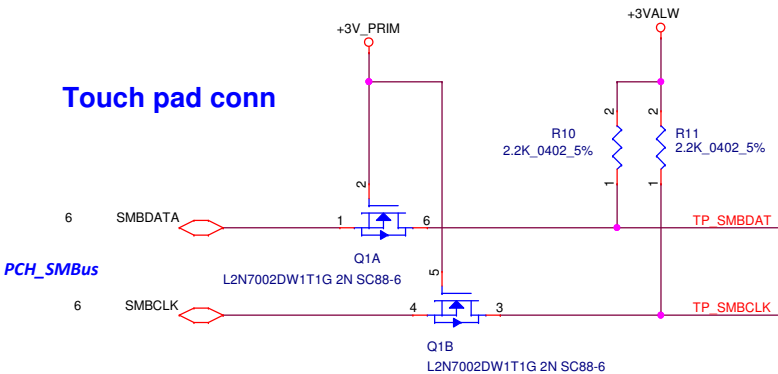 +3VALW
+3V_PRIM
Touch pad conn
2
2
R10
2.2K_0402_5%
R11
2.2K_0402_5%
2
1
1
6
SMBDATA
1
6
TP_SMBDAT
Q1A
L2N7002DW1T1G 2N SC88-6
PCH_SMBus
5
6
SMBCLK
4
3
TP_SMBCLK
Q1B
L2N7002DW1T1G 2N SC88-6